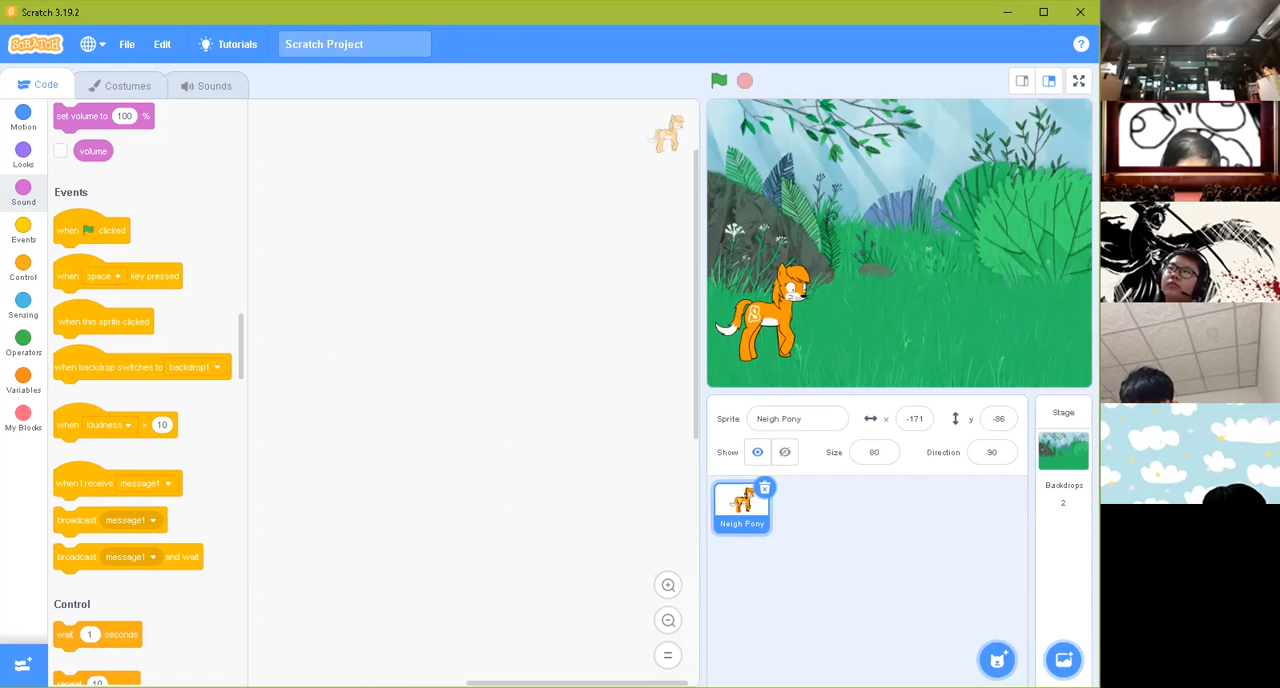 Scratch 3.19.2
SCRATCH File Edit Tutorials Scratch Project ?
Code Costumes Sounds
Motion
Looks
Sound
Events
Control
Sensing
Operators
Variables
My Blocks
set volume to 100 %
volume
Events
when clicked
when space key pressed
when this sprite clicked
when backdrop switches to backdrop1
when loudness > 10
when I receive message1
broadcast message1
broadcast message1 and wait
Control
wait 1 seconds
repeat 10
Sprite Neigh Pony x -171 y -86
Show Size 80 Direction 90
Neigh Pony
Stage
Backdrops
2